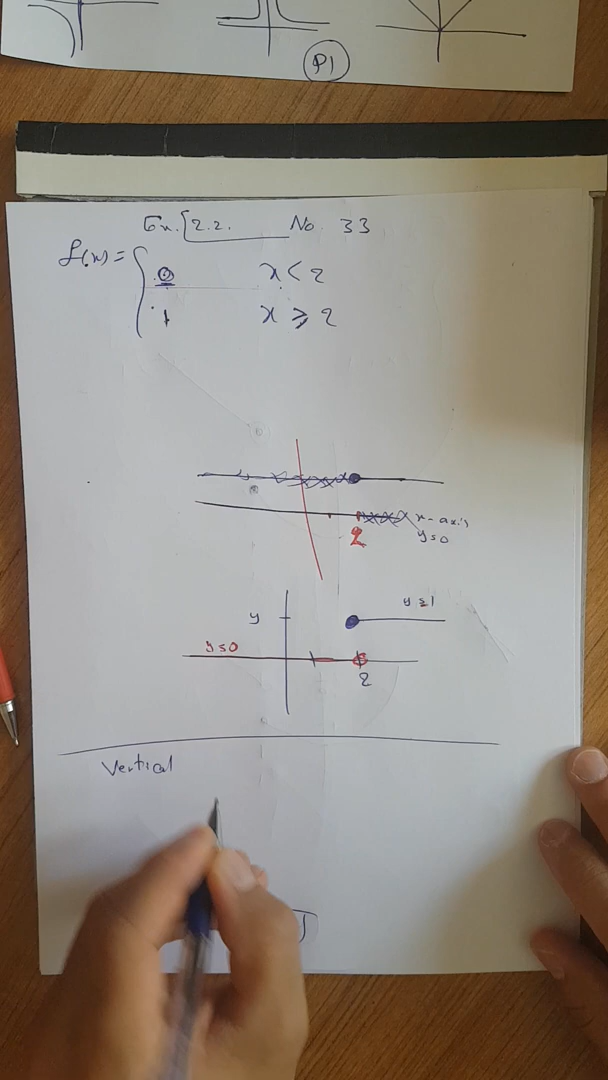 P1
Ex. 2.2. No. 33
f(x) = { 0 x < 2
1 x ≥ 2
x-axis
2 y=0
y y=1
y=0
2
Vertical